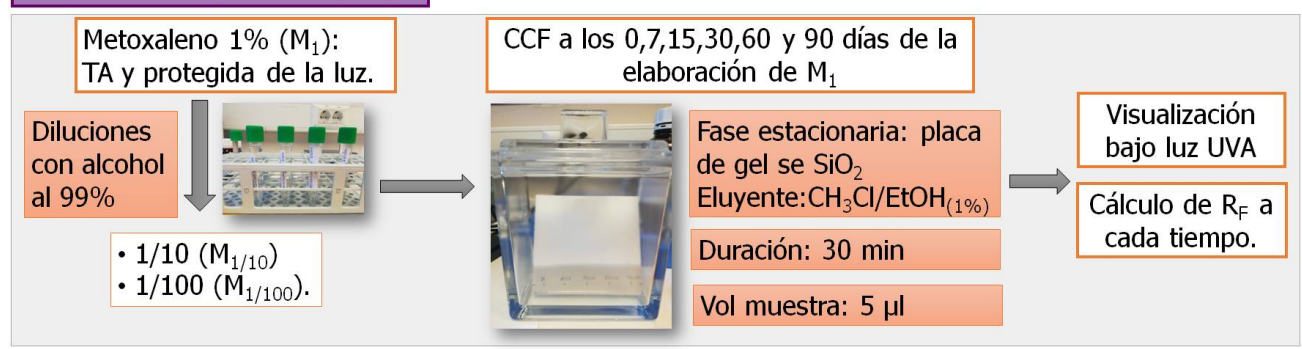 Metoxaleno 1% (M₁):
TA y protegida de la luz.
Diluciones
con alcohol
al 99%
• 1/10 (M₁/₁₀)
• 1/100 (M₁/₁₀₀).
CCF a los 0,7,15,30,60 y 90 días de la
elaboración de M₁
Fase estacionaria: placa
de gel se SiO₂
Eluyente:CH₃Cl/EtOH₍₁%₎
Duración: 30 min
Vol muestra: 5 µl
Visualización
bajo luz UVA
Cálculo de R_F a
cada tiempo.